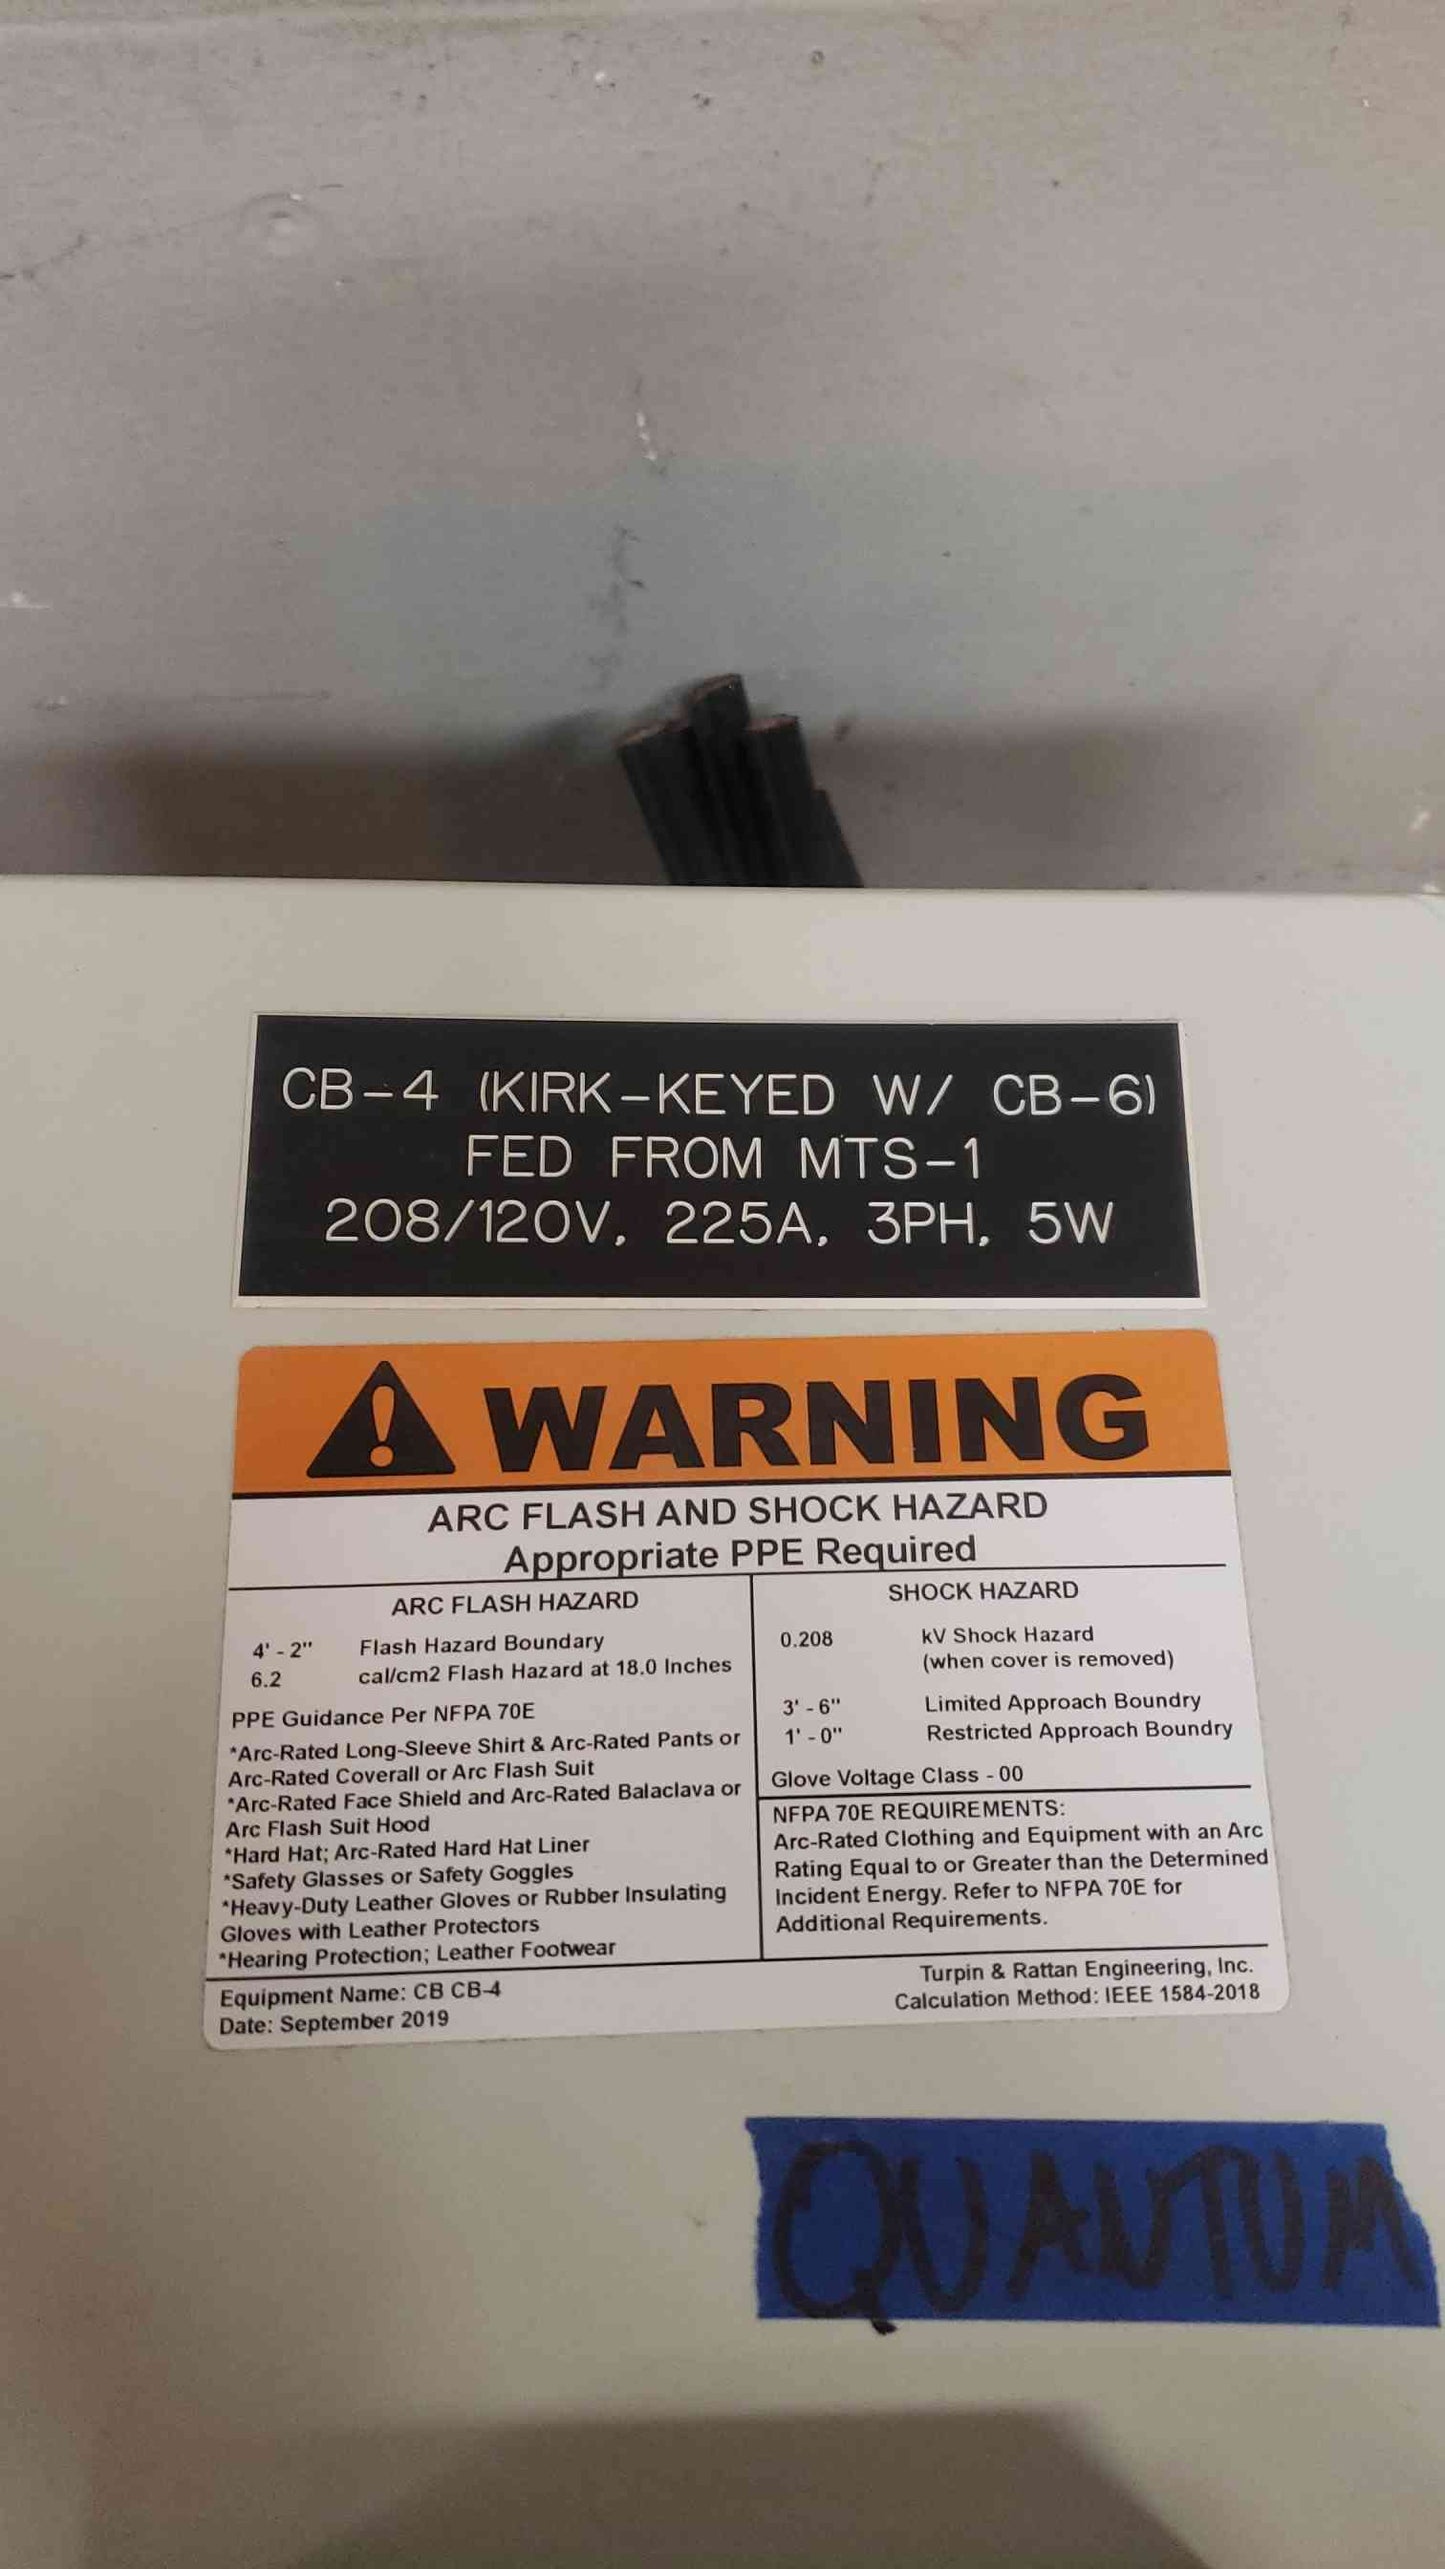 CB-4 (KIRK-KEYED W/ CB-6)
FED FROM MTS-1
208/120V, 225A, 3PH, 5W
WARNING
ARC FLASH AND SHOCK HAZARD
Appropriate PPE Required
ARC FLASH HAZARD
4' - 2" Flash Hazard Boundary
6.2 cal/cm2 Flash Hazard at 18.0 Inches
PPE Guidance Per NFPA 70E
*Arc-Rated Long-Sleeve Shirt & Arc-Rated Pants or
Arc-Rated Coverall or Arc Flash Suit
*Arc-Rated Face Shield and Arc-Rated Balaclava or
Arc Flash Suit Hood
*Hard Hat; Arc-Rated Hard Hat Liner
*Safety Glasses or Safety Goggles
*Heavy-Duty Leather Gloves or Rubber Insulating
Gloves with Leather Protectors
*Hearing Protection; Leather Footwear
SHOCK HAZARD
0.208 kV Shock Hazard
(when cover is removed)
3' - 6" Limited Approach Boundry
1' - 0" Restricted Approach Boundry
Glove Voltage Class - 00
NFPA 70E REQUIREMENTS:
Arc-Rated Clothing and Equipment with an Arc
Rating Equal to or Greater than the Determined
Incident Energy. Refer to NFPA 70E for
Additional Requirements.
Equipment Name: CB CB-4
Date: September 2019
Turpin & Rattan Engineering, Inc.
Calculation Method: IEEE 1584-2018
QUANTUM